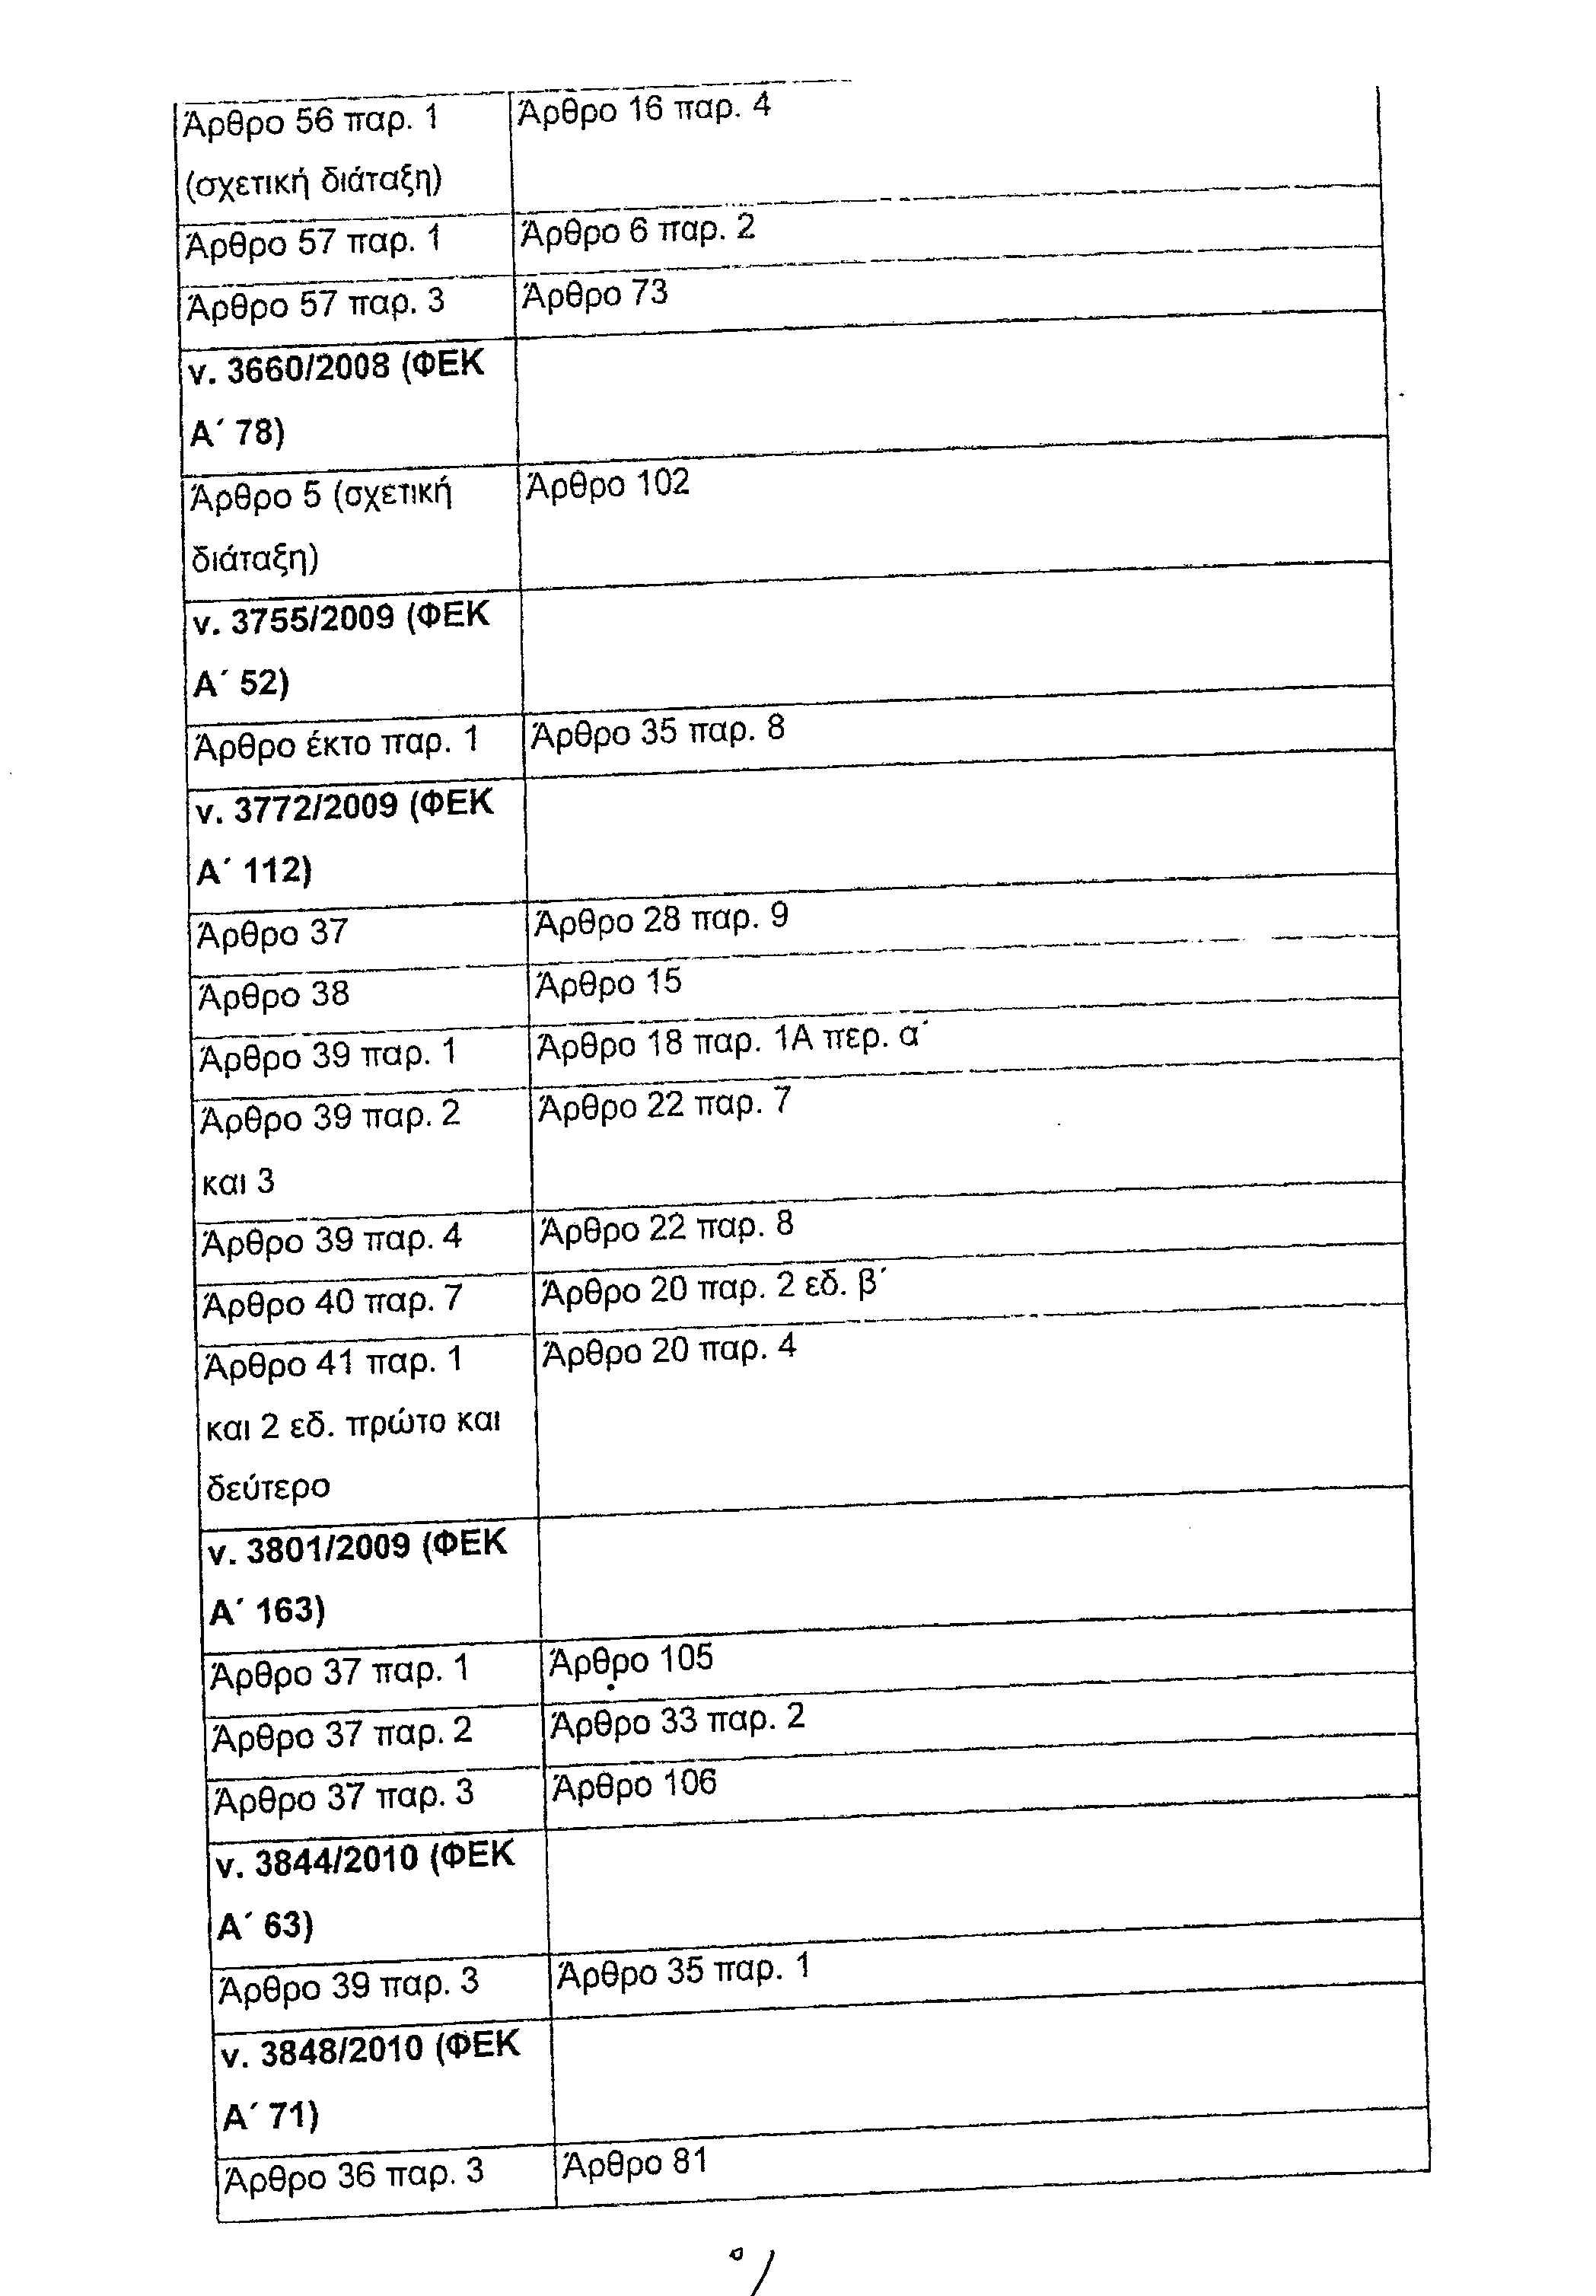 Άρθρο 56 παρ. 1 Άρθρο 16 παρ. 4
(σχετική διάταξη)
Άρθρο 57 παρ. 1 Άρθρο 6 παρ. 2
Άρθρο 57 παρ. 3 Άρθρο 73
ν. 3660/2008 (ΦΕΚ
Α΄ 78)
Άρθρο 5 (σχετική Άρθρο 102
διάταξη)
ν. 3755/2009 (ΦΕΚ
Α΄ 52)
Άρθρο έκτο παρ. 1 Άρθρο 35 παρ. 8
ν. 3772/2009 (ΦΕΚ
Α΄ 112)
Άρθρο 37 Άρθρο 28 παρ. 9
Άρθρο 38 Άρθρο 15
Άρθρο 39 παρ. 1 Άρθρο 18 παρ. 1Α περ. α΄
Άρθρο 39 παρ. 2 Άρθρο 22 παρ. 7
και 3
Άρθρο 39 παρ. 4 Άρθρο 22 παρ. 8
Άρθρο 40 παρ. 7 Άρθρο 20 παρ. 2 εδ. β΄
Άρθρο 41 παρ. 1 Άρθρο 20 παρ. 4
και 2 εδ. πρώτο και
δεύτερο
ν. 3801/2009 (ΦΕΚ
Α΄ 163)
Άρθρο 37 παρ. 1 Άρθρο 105
Άρθρο 37 παρ. 2 Άρθρο 33 παρ. 2
Άρθρο 37 παρ. 3 Άρθρο 106
ν. 3844/2010 (ΦΕΚ
Α΄ 63)
Άρθρο 39 παρ. 3 Άρθρο 35 παρ. 1
ν. 3848/2010 (ΦΕΚ
Α΄ 71)
Άρθρο 36 παρ. 3 Άρθρο 81